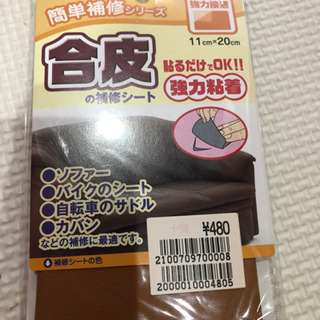 簡単補修シリーズ
強力接着
11cm×20cm
合皮
の補修シート
貼るだけでOK!!
強力粘着
●ソファー
●バイクのシート
●自転車のサドル
●カバン
などの補修に最適です。
¥480
2100709700008
2000010004805
補修シートの色